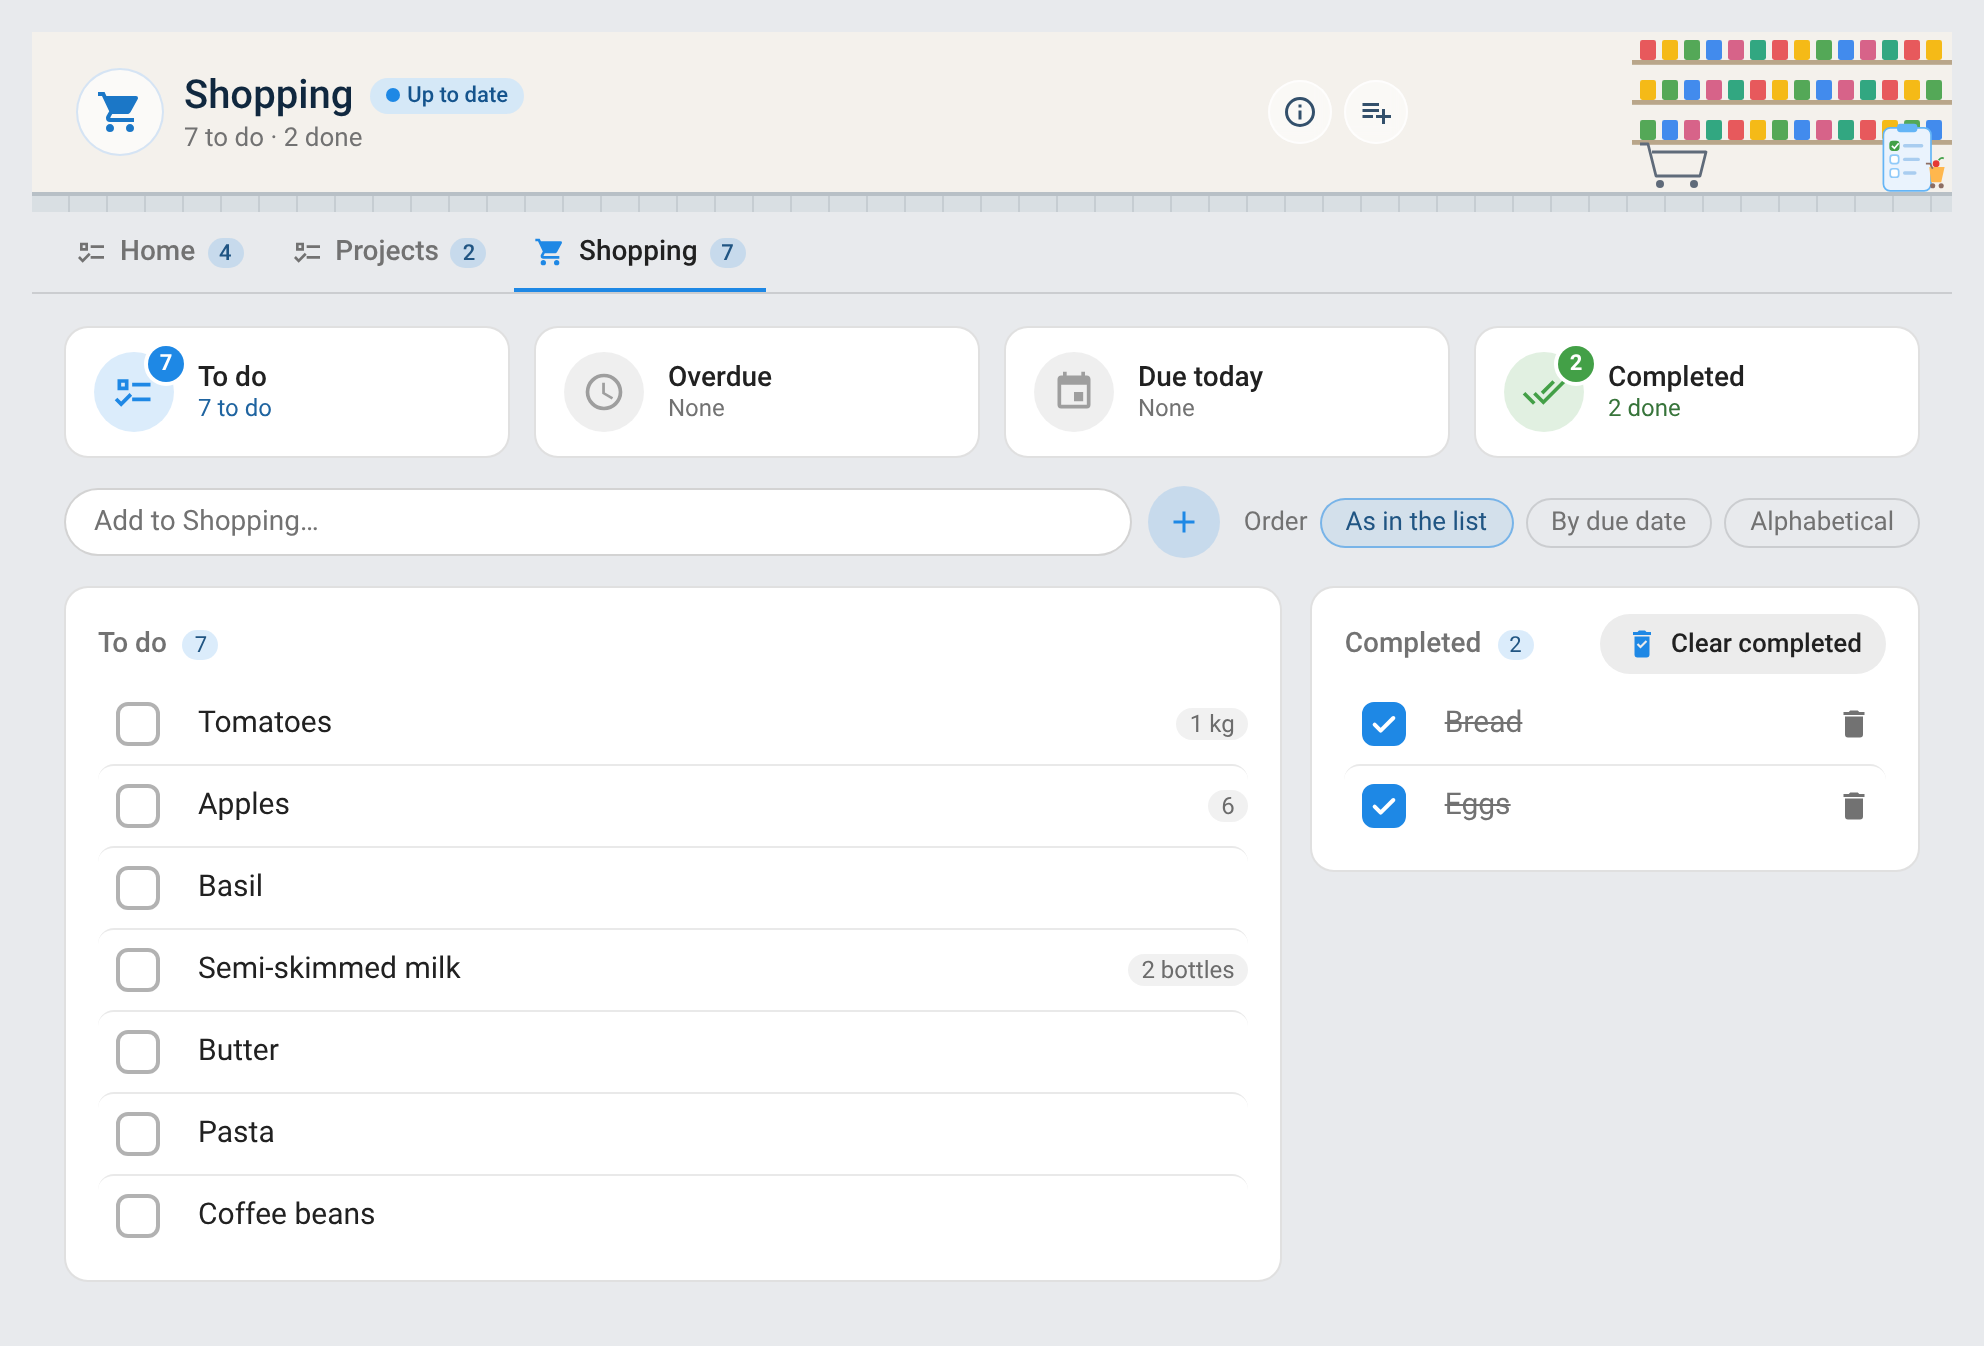 Shopping
Up to date
7 to do · 2 done
Home 4
Projects 2
Shopping 7
7
To do
7 to do
Overdue
None
Due today
None
2
Completed
2 done
Add to Shopping...
Order
As in the list
By due date
Alphabetical
To do 7
Tomatoes
1 kg
Apples
6
Basil
Semi-skimmed milk
2 bottles
Butter
Pasta
Coffee beans
Completed 2
Clear completed
Bread
Eggs